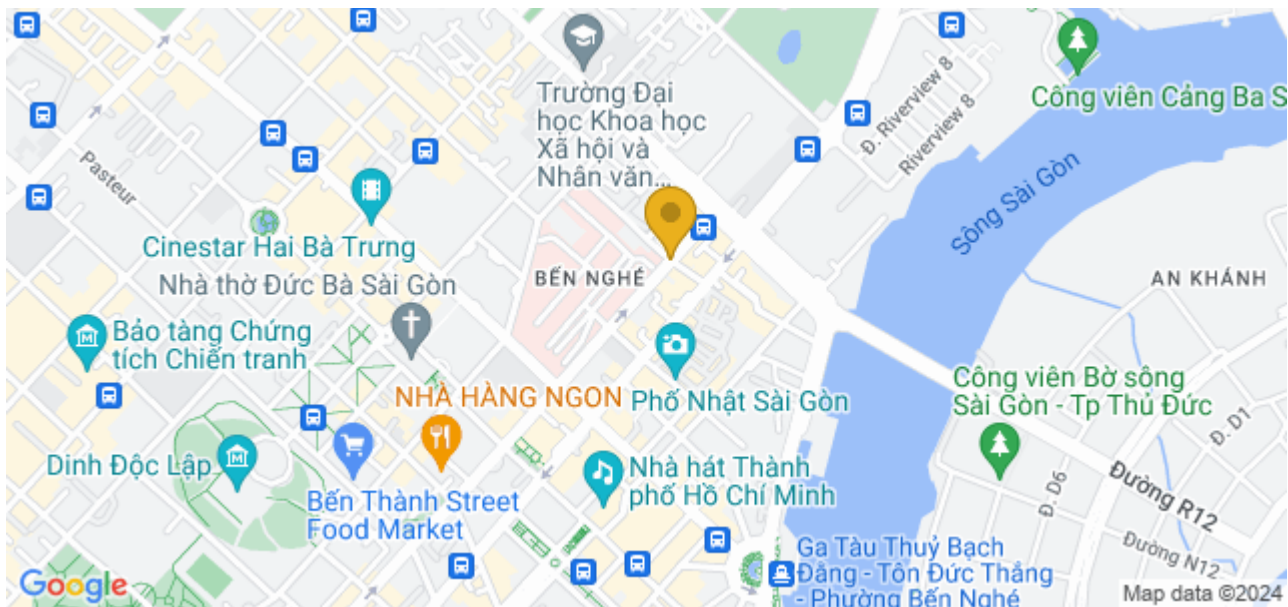 Trường Đại
học Khoa học
Xã hội và
Nhân văn...
Đ. Riverview 8
Riverview 8
Công viên Cảng Ba S
Pasteur
Sông Sài Gòn
Cinestar Hai Bà Trưng
BẾN NGHÉ
AN KHÁNH
Nhà thờ Đức Bà Sài Gòn
Bảo tàng Chứng
tích Chiến tranh
NHÀ HÀNG NGON
Phố Nhật Sài Gòn
Công viên Bờ sông
Sài Gòn - Tp Thủ Đức
Đ. D1
Dinh Độc Lập
Bến Thành Street
Food Market
Nhà hát Thành
phố Hồ Chí Minh
Đ. D6
Đường R12
Đường N12
Ga Tàu Thuỷ Bạch
Đằng - Tôn Đức Thắng
- Phường Bến Nghé
Google
Map data ©2024